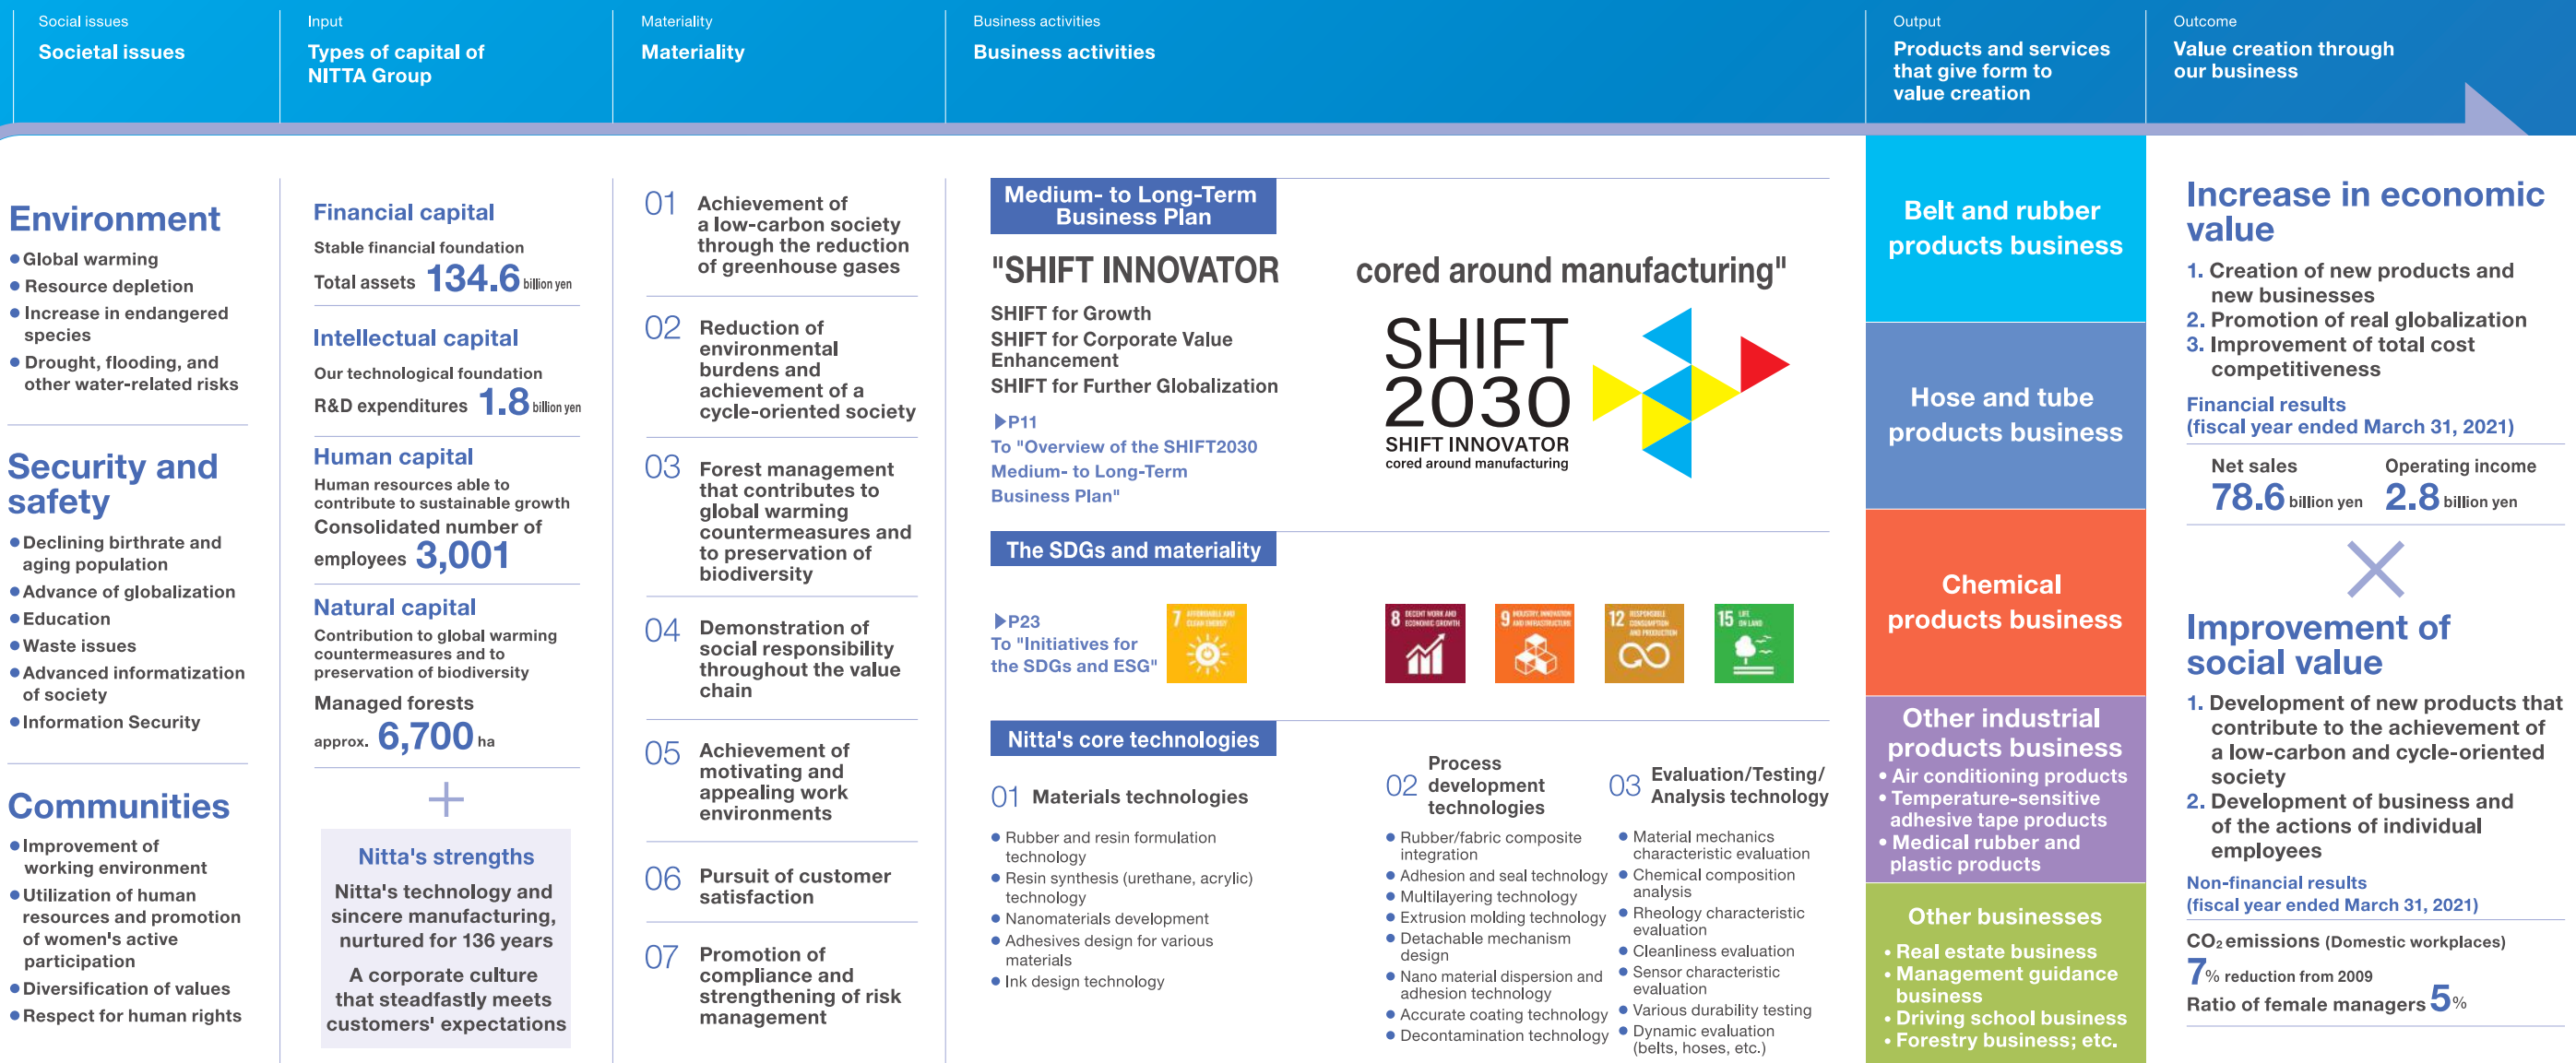 Social issues
Societal issues
Input
Types of capital of
NITTA Group
Materiality
Materiality
Business activities
Business activities
Output
Products and services
that give form to
value creation
Outcome
Value creation through
our business
Environment
● Global warming
● Resource depletion
● Increase in endangered
species
● Drought, flooding, and
other water-related risks
Security and
safety
● Declining birthrate and
aging population
● Advance of globalization
● Education
● Waste issues
● Advanced informatization
of society
● Information Security
Communities
● Improvement of
working environment
● Utilization of human
resources and promotion
of women's active
participation
● Diversification of values
● Respect for human rights
Financial capital
Stable financial foundation
Total assets 134.6 billion yen
Intellectual capital
Our technological foundation
R&D expenditures 1.8 billion yen
Human capital
Human resources able to
contribute to sustainable growth
Consolidated number of
employees 3,001
Natural capital
Contribution to global warming
countermeasures and to
preservation of biodiversity
Managed forests
approx. 6,700 ha
+
Nitta's strengths
Nitta's technology and
sincere manufacturing,
nurtured for 136 years
A corporate culture
that steadfastly meets
customers' expectations
01 Achievement of
a low-carbon society
through the reduction
of greenhouse gases
02 Reduction of
environmental
burdens and
achievement of a
cycle-oriented society
03 Forest management
that contributes to
global warming
countermeasures and
to preservation of
biodiversity
04 Demonstration of
social responsibility
throughout the value
chain
05 Achievement of
motivating and
appealing work
environments
06 Pursuit of customer
satisfaction
07 Promotion of
compliance and
strengthening of risk
management
Medium- to Long-Term
Business Plan
"SHIFT INNOVATOR cored around manufacturing"
SHIFT for Growth
SHIFT for Corporate Value
Enhancement
SHIFT for Further Globalization
▶P11
To "Overview of the SHIFT2030
Medium- to Long-Term
Business Plan"
SHIFT
2030
SHIFT INNOVATOR
cored around manufacturing
The SDGs and materiality
▶P23
To "Initiatives for
the SDGs and ESG"
7 AFFORDABLE AND
CLEAN ENERGY
8 DECENT WORK AND
ECONOMIC GROWTH
9 INDUSTRY, INNOVATION
AND INFRASTRUCTURE
12 RESPONSIBLE
CONSUMPTION
AND PRODUCTION
15 LIFE
ON LAND
Nitta's core technologies
01 Materials technologies
● Rubber and resin formulation
technology
● Resin synthesis (urethane, acrylic)
technology
● Nanomaterials development
● Adhesives design for various
materials
● Ink design technology
02 Process
development
technologies
● Rubber/fabric composite
integration
● Adhesion and seal technology
● Multilayering technology
● Extrusion molding technology
● Detachable mechanism
design
● Nano material dispersion and
adhesion technology
● Accurate coating technology
● Decontamination technology
03 Evaluation/Testing/
Analysis technology
● Material mechanics
characteristic evaluation
● Chemical composition
analysis
● Rheology characteristic
evaluation
● Cleanliness evaluation
● Sensor characteristic
evaluation
● Various durability testing
● Dynamic evaluation
(belts, hoses, etc.)
Belt and rubber
products business
Hose and tube
products business
Chemical
products business
Other industrial
products business
• Air conditioning products
• Temperature-sensitive
adhesive tape products
• Medical rubber and
plastic products
Other businesses
• Real estate business
• Management guidance
business
• Driving school business
• Forestry business; etc.
Increase in economic
value
1. Creation of new products and
new businesses
2. Promotion of real globalization
3. Improvement of total cost
competitiveness
Financial results
(fiscal year ended March 31, 2021)
Net sales
78.6 billion yen
Operating income
2.8 billion yen
×
Improvement of
social value
1. Development of new products that
contribute to the achievement of
a low-carbon and cycle-oriented
society
2. Development of business and
of the actions of individual
employees
Non-financial results
(fiscal year ended March 31, 2021)
CO₂ emissions (Domestic workplaces)
7% reduction from 2009
Ratio of female managers 5%